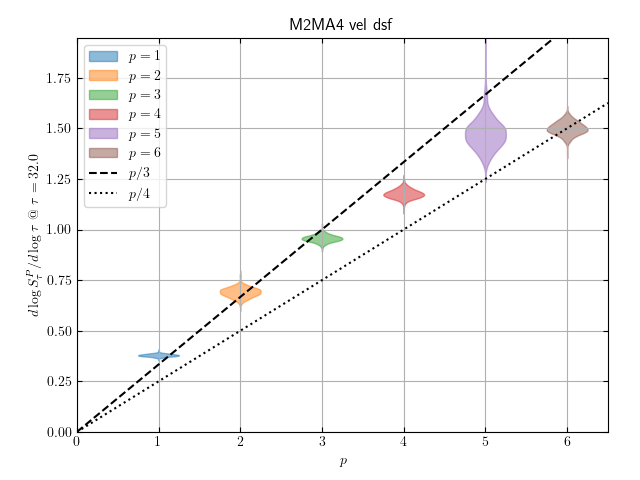 M2MA4 vel dsf
d log S_τ^p / d log τ @ τ = 32.0
1.75
1.50
1.25
1.00
0.75
0.50
0.25
0.00
p = 1
p = 2
p = 3
p = 4
p = 5
p = 6
p/3
p/4
0 1 2 3 4 5 6
p